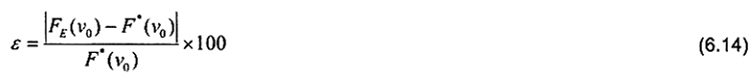 ε = |F_E(v_0) − F^*(v_0)| / F^*(v_0) × 100 (6.14)